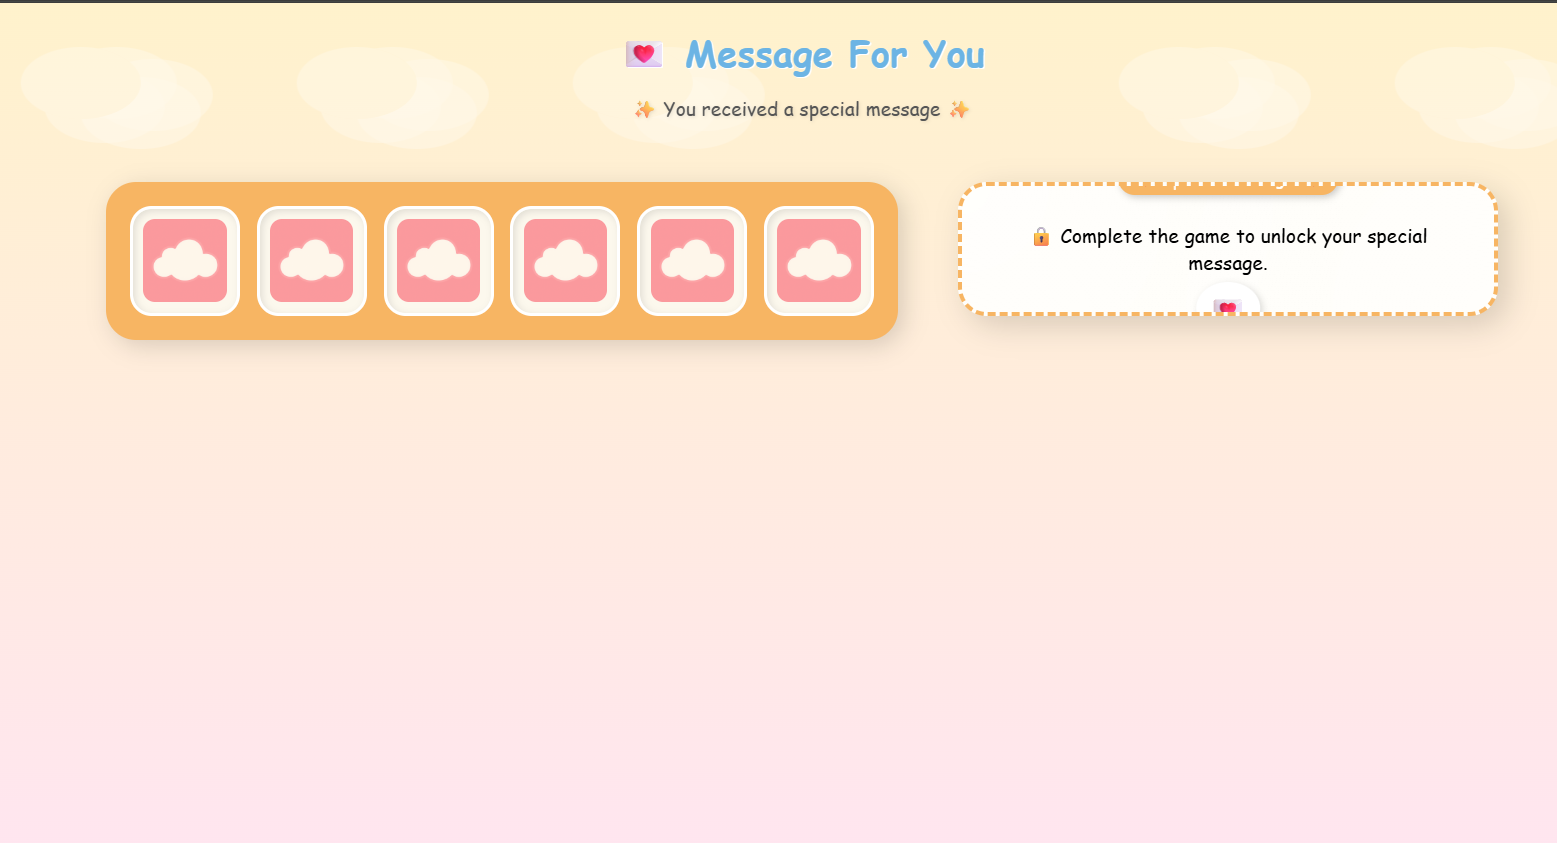 Message For You
You received a special message
Complete the game to unlock your special
message.